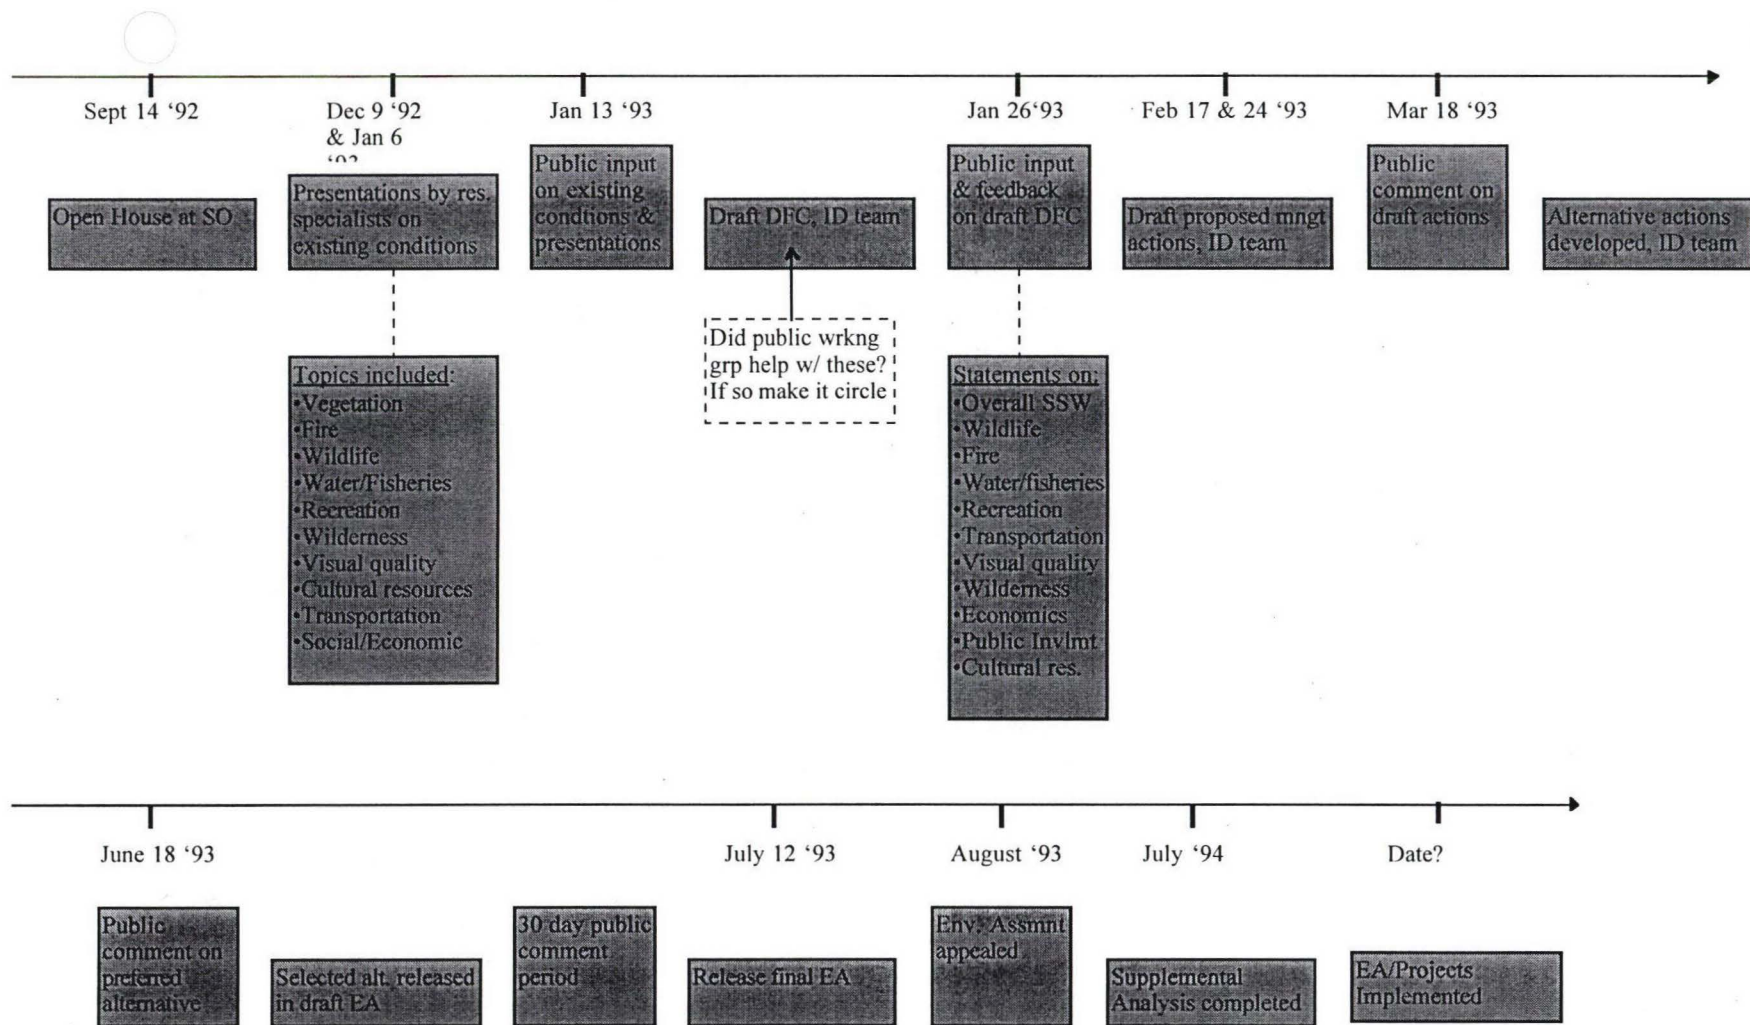 Sept 14 ‘92
Dec 9 ‘92
& Jan 6
Jan 13 ‘93
Jan 26‘93
Feb 17 & 24 ‘93
Mar 18 ‘93
Open House at SO
Presentations by res.
specialists on
existing conditions
Public input
on existing
condtions &
presentations
Draft DFC, ID team
Public input
& feedback
on draft DFC
Draft proposed mngt
actions, ID team
Public
comment on
draft actions
Alternative actions
developed, ID team
Topics included:
•Vegetation
•Fire
•Wildlife
•Water/Fisheries
•Recreation
•Wilderness
•Visual quality
•Cultural resources
•Transportation
•Social/Economic
Did public wrkng
grp help w/ these?
If so make it circle
Statements on:
•Overall SSW
•Wildlife
•Fire
•Water/fisheries
•Recreation
•Transportation
•Visual quality
•Wilderness
•Economics
•Public Invlmt
•Cultural res.
June 18 ‘93
July 12 ‘93
August ‘93
July ‘94
Date?
Public
comment on
preferred
alternative
Selected alt. released
in draft EA
30 day public
comment
period
Release final EA
Env. Assmnt
appealed
Supplemental
Analysis completed
EA/Projects
Implemented